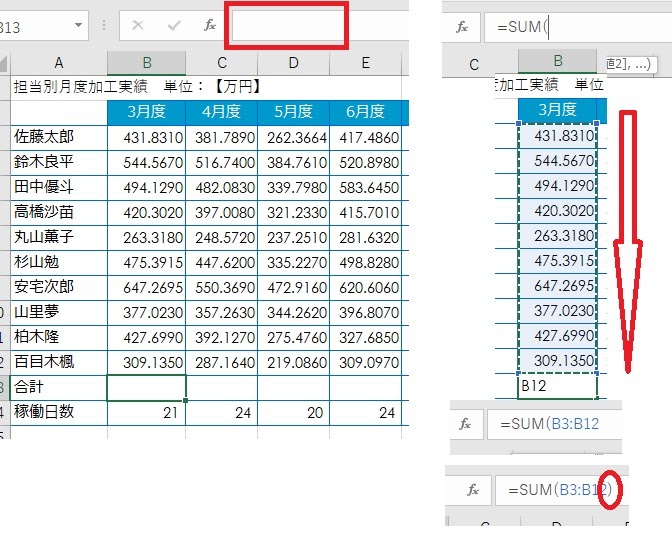 B13 fx
A B C D E
担当別月度加工実績 単位：【万円】
3月度 4月度 5月度 6月度
佐藤太郎 431.8310 381.7890 262.3664 417.4860
鈴木良平 544.5670 516.7400 384.7610 520.8980
田中優斗 494.1290 482.0830 339.7980 583.6450
高橋沙苗 420.3020 397.0080 321.2330 415.7010
丸山薫子 263.3180 248.5720 237.2510 281.6320
杉山勉 475.3915 447.6200 335.2270 498.8280
安宅次郎 647.2695 550.3690 472.9160 620.6060
山里夢 377.0230 357.2630 344.2620 396.8070
柏木隆 427.6990 392.1270 275.4760 327.6850
百目木楓 309.1350 287.1640 219.0860 309.0970
合計
稼働日数 21 24 20 24
fx =SUM(
C B 値2], ...)
度加工実績 単位
3月度
431.8310
544.5670
494.1290
420.3020
263.3180
475.3915
647.2695
377.0230
427.6990
309.1350
B12
fx =SUM(B3:B12
fx =SUM(B3:B12)